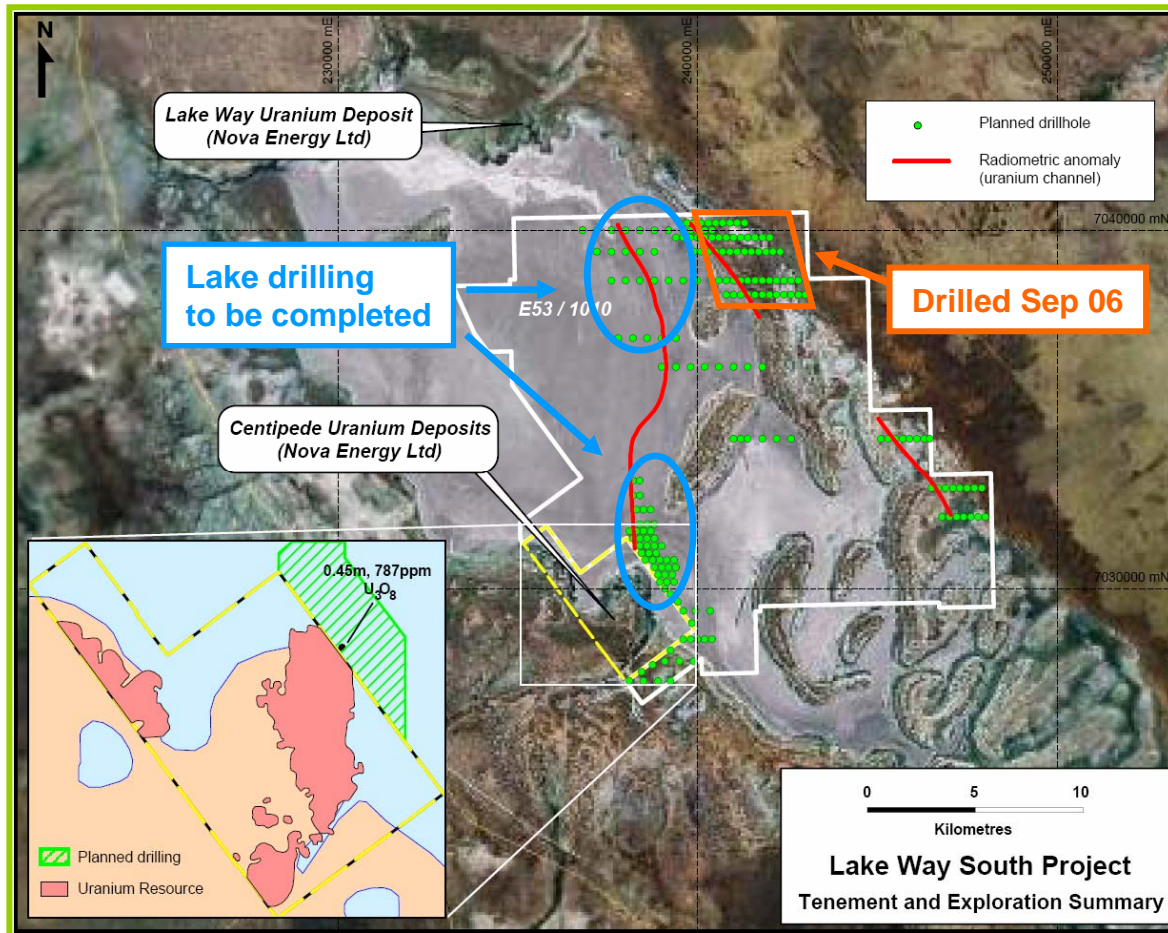 N
230000 mE
240000 mE
250000 mE
Lake Way Uranium Deposit
(Nova Energy Ltd)
Planned drillhole
Radiometric anomaly
(uranium channel)
7040000 mN
Lake drilling
to be completed
E53 / 1010
Drilled Sep 06
Centipede Uranium Deposits
(Nova Energy Ltd)
7030000 mN
0.45m, 787ppm
U3O8
Planned drilling
Uranium Resource
0 5 10
Kilometres
Lake Way South Project
Tenement and Exploration Summary